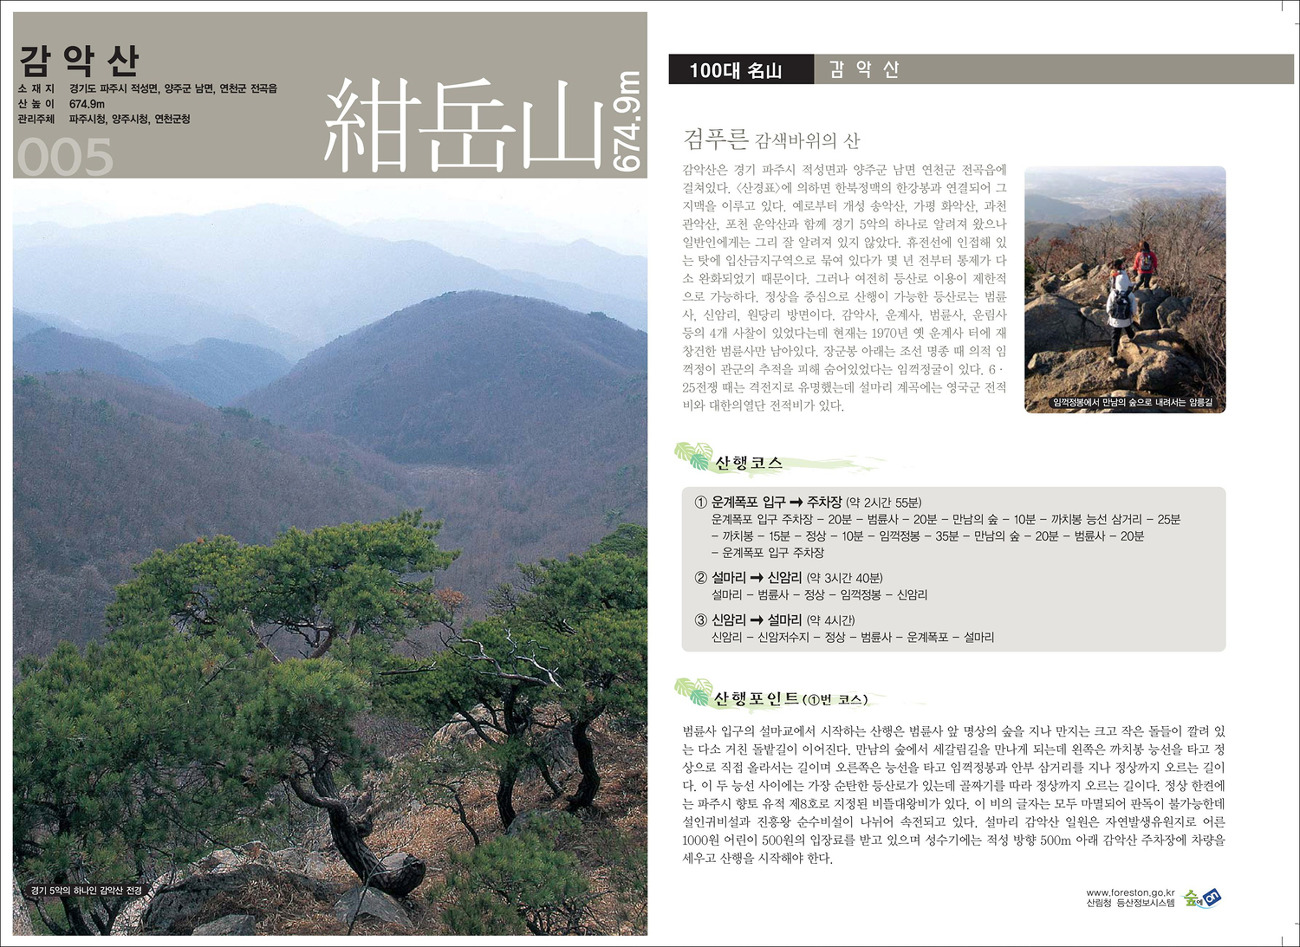 감악산
소 재 지 경기도 파주시 적성면, 양주군 남면, 연천군 전곡읍
산 높 이 674.9m
관리주체 파주시청, 양주시청, 연천군청
005
紺岳山
674.9m
경기 5악의 하나인 감악산 전경
100대 名山 감 악 산
검푸른 감색바위의 산
감악산은 경기 파주시 적성면과 양주군 남면 연천군 전곡읍에
걸쳐있다. 〈산경표〉에 의하면 한북정맥의 한강봉과 연결되어 그
지맥을 이루고 있다. 예로부터 개성 송악산, 가평 화악산, 과천
관악산, 포천 운악산과 함께 경기 5악의 하나로 알려져 왔으나
일반인에게는 그리 잘 알려져 있지 않았다. 휴전선에 인접해 있
는 탓에 입산금지구역으로 묶여 있다가 몇 년 전부터 통제가 다
소 완화되었기 때문이다. 그러나 여전히 등산로 이용이 제한적
으로 가능하다. 정상을 중심으로 산행이 가능한 등산로는 범륜
사, 신암리, 원당리 방면이다. 감악사, 운계사, 범륜사, 운림사
등의 4개 사찰이 있었다는데 현재는 1970년 옛 운계사 터에 재
창건한 범륜사만 남아있다. 장군봉 아래는 조선 명종 때 의적 임
꺽정이 관군의 추적을 피해 숨어있었다는 임꺽정굴이 있다. 6·
25전쟁 때는 격전지로 유명했는데 설마리 계곡에는 영국군 전적
비와 대한의열단 전적비가 있다.
임꺽정봉에서 만남의 숲으로 내려서는 암릉길
산행코스
① 운계폭포 입구 ➞ 주차장 (약 2시간 55분)
운계폭포 입구 주차장 – 20분 – 범륜사 – 20분 – 만남의 숲 – 10분 – 까치봉 능선 삼거리 – 25분
– 까치봉 – 15분 – 정상 – 10분 – 임꺽정봉 – 35분 – 만남의 숲 – 20분 – 범륜사 – 20분
– 운계폭포 입구 주차장
② 설마리 ➞ 신암리 (약 3시간 40분)
설마리 – 범륜사 – 정상 – 임꺽정봉 – 신암리
③ 신암리 ➞ 설마리 (약 4시간)
신암리 – 신암저수지 – 정상 – 범륜사 – 운계폭포 – 설마리
산행포인트(①번 코스)
범륜사 입구의 설마교에서 시작하는 산행은 범륜사 앞 명상의 숲을 지나 만지는 크고 작은 돌들이 깔려 있
는 다소 거친 돌밭길이 이어진다. 만남의 숲에서 세갈림길을 만나게 되는데 왼쪽은 까치봉 능선을 타고 정
상으로 직접 올라서는 길이며 오른쪽은 능선을 타고 임꺽정봉과 안부 삼거리를 지나 정상까지 오르는 길이
다. 이 두 능선 사이에는 가장 순탄한 등산로가 있는데 골짜기를 따라 정상까지 오르는 길이다. 정상 한켠에
는 파주시 향토 유적 제8호로 지정된 비뜰대왕비가 있다. 이 비의 글자는 모두 마멸되어 판독이 불가능한데
설인귀비설과 진흥왕 순수비설이 나뉘어 속전되고 있다. 설마리 감악산 일원은 자연발생유원지로 어른
1000원 어린이 500원의 입장료를 받고 있으며 성수기에는 적성 방향 500m 아래 감악산 주차장에 차량을
세우고 산행을 시작해야 한다.
www.foreston.go.kr
산림청 등산정보시스템
숲에on